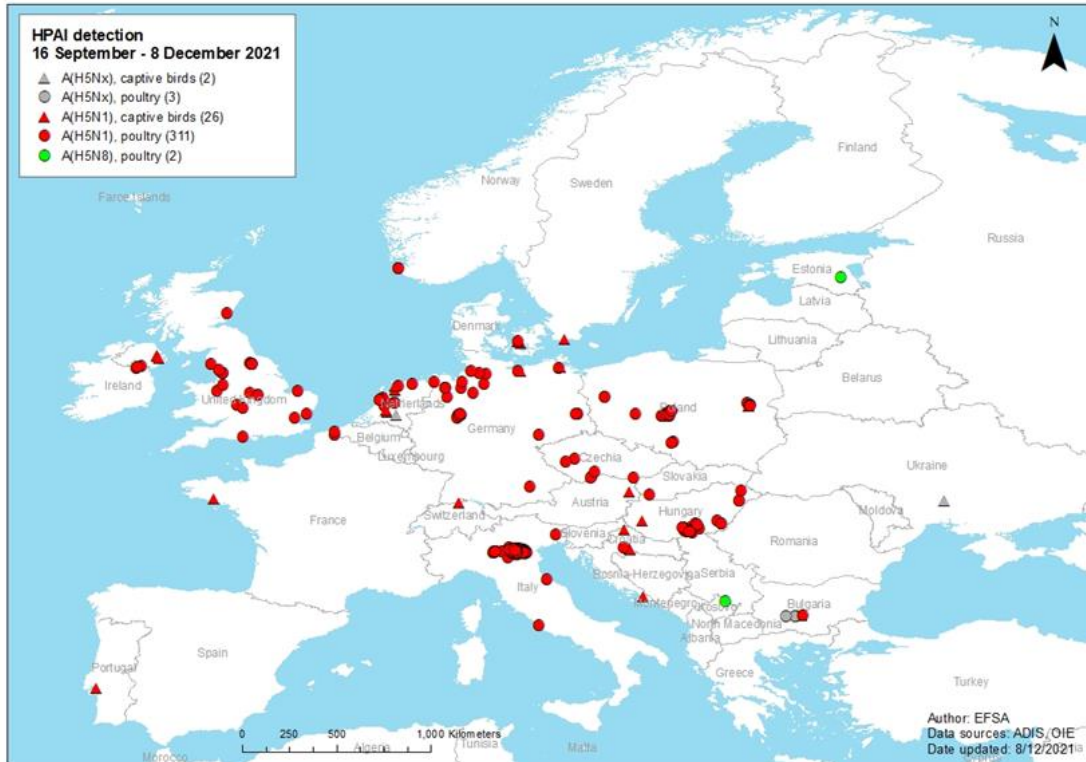 HPAI detection
16 September - 8 December 2021
A(H5Nx), captive birds (2)
A(H5Nx), poultry (3)
A(H5N1), captive birds (26)
A(H5N1), poultry (311)
A(H5N8), poultry (2)
N
Finland
Norway
Sweden
Faroe Islands
Russia
Estonia
Latvia
Denmark
Lithuania
Ireland
United Kingdom
Netherlands
Poland
Belarus
Belgium
Germany
Luxembourg
Czechia
Ukraine
Slovakia
France
Austria
Moldova
Switzerland
Hungary
Slovenia
Croatia
Romania
Bosnia-Herzegovina
Serbia
Italy
Montenegro
Kosovo
Bulgaria
North Macedonia
Albania
Portugal
Spain
Greece
Turkey
0 250 500 1,000 Kilometers
Morocco
Algeria
Tunisia
Malta
Author: EFSA
Data sources: ADIS, OIE
Date updated: 8/12/2021